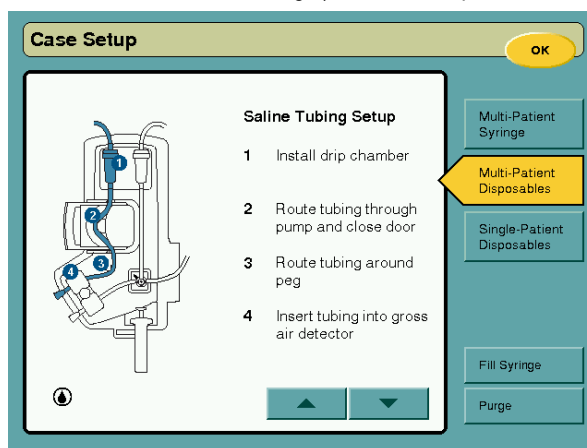 Case Setup
OK
Saline Tubing Setup
1 Install drip chamber
2 Route tubing through
pump and close door
3 Route tubing around
peg
4 Insert tubing into gross
air detector
1
2
3
4
Multi-Patient
Syringe
Multi-Patient
Disposables
Single-Patient
Disposables
Fill Syringe
Purge